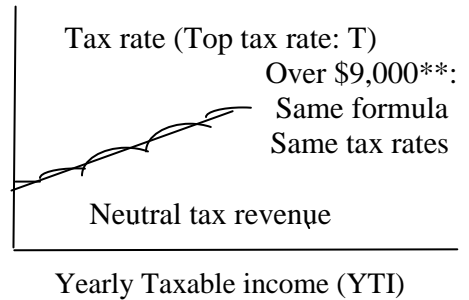 Tax rate (Top tax rate: T)
Over $9,000**:
Same formula
Same tax rates
Neutral tax revenue
Yearly Taxable income (YTI)